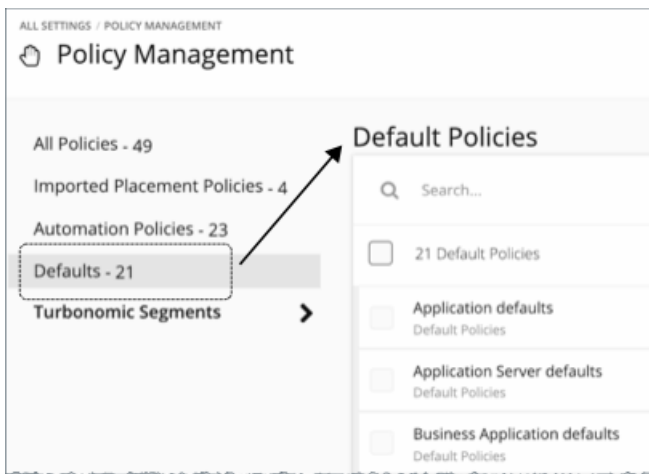 ALL SETTINGS / POLICY MANAGEMENT
Policy Management
All Policies - 49
Imported Placement Policies - 4
Automation Policies - 23
Defaults - 21
Turbonomic Segments
Default Policies
Search...
21 Default Policies
Application defaults
Default Policies
Application Server defaults
Default Policies
Business Application defaults
Default Policies